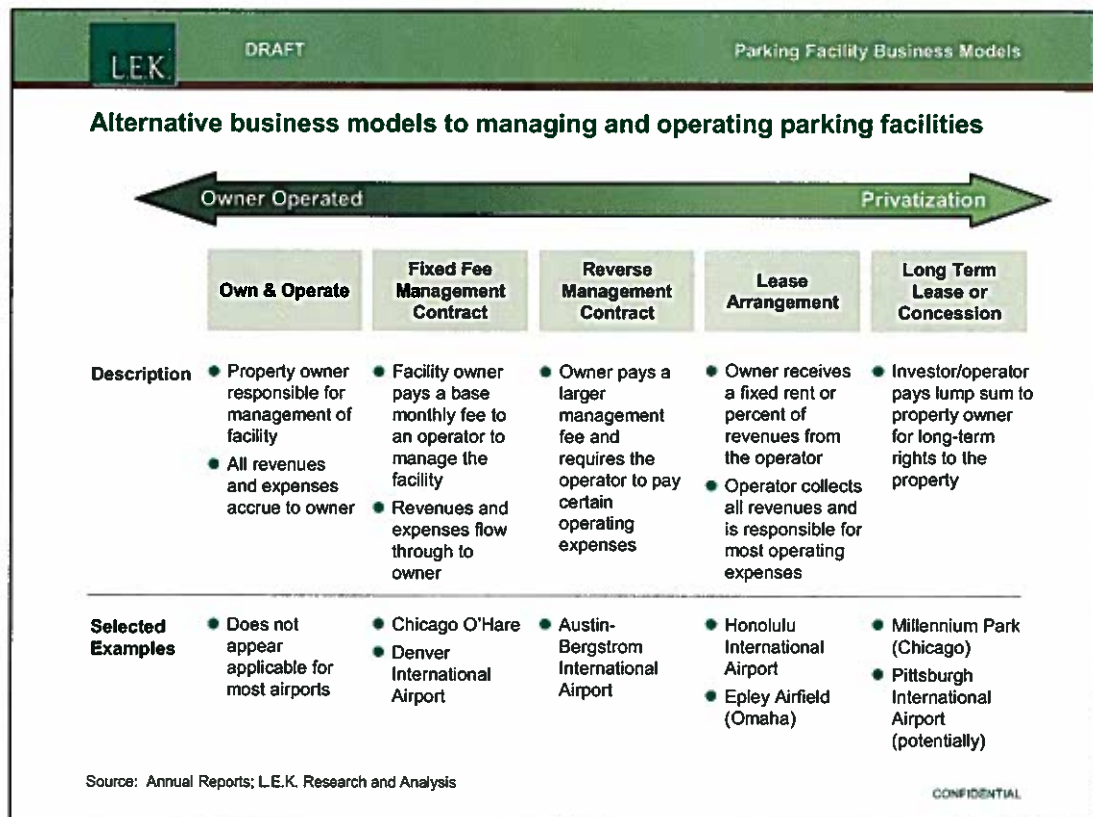 L.E.K.
DRAFT
Parking Facility Business Models
Alternative business models to managing and operating parking facilities
Owner Operated
Privatization
Own & Operate
Fixed Fee
Management
Contract
Reverse
Management
Contract
Lease
Arrangement
Long Term
Lease or
Concession
Description
● Property owner
responsible for
management of
facility
● All revenues
and expenses
accrue to owner
● Facility owner
pays a base
monthly fee to
an operator to
manage the
facility
● Revenues and
expenses flow
through to
owner
● Owner pays a
larger
management
fee and
requires the
operator to pay
certain
operating
expenses
● Owner receives
a fixed rent or
percent of
revenues from
the operator
● Operator collects
all revenues and
is responsible for
most operating
expenses
● Investor/operator
pays lump sum to
property owner
for long-term
rights to the
property
Selected
Examples
● Does not
appear
applicable for
most airports
● Chicago O'Hare
● Denver
International
Airport
● Austin-
Bergstrom
International
Airport
● Honolulu
International
Airport
● Epley Airfield
(Omaha)
● Millennium Park
(Chicago)
● Pittsburgh
International
Airport
(potentially)
Source: Annual Reports; L.E.K. Research and Analysis
CONFIDENTIAL